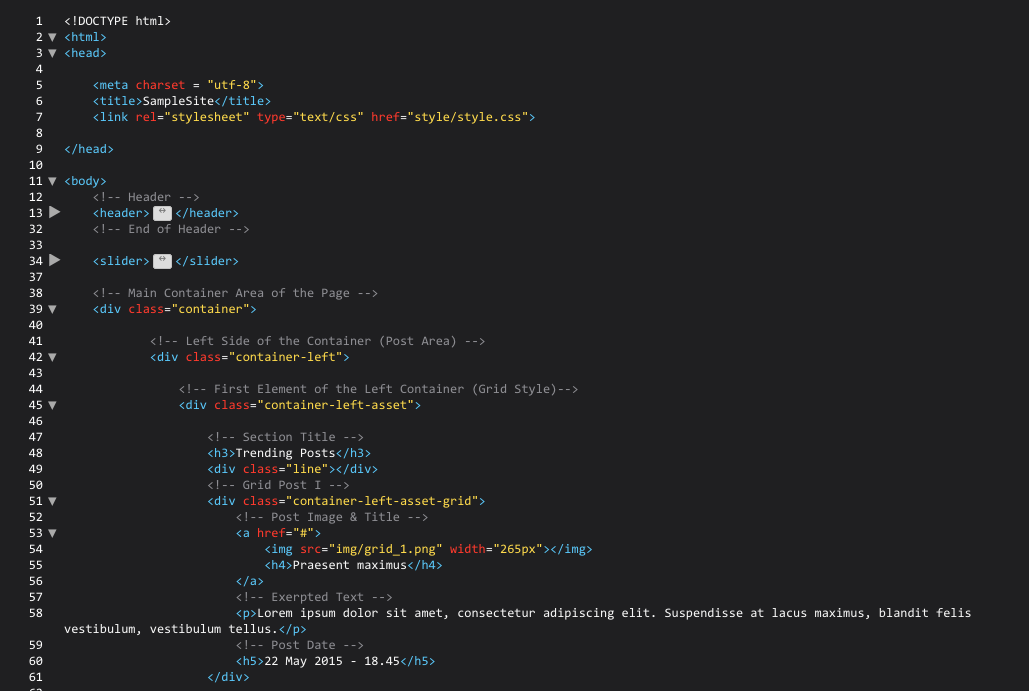 1 <!DOCTYPE html>
2 <html>
3 <head>
4
5 <meta charset = "utf-8">
6 <title>SampleSite</title>
7 <link rel="stylesheet" type="text/css" href="style/style.css">
8
9 </head>
10
11 <body>
12 <!-- Header -->
13 <header> </header>
32 <!-- End of Header -->
33
34 <slider> </slider>
37
38 <!-- Main Container Area of the Page -->
39 <div class="container">
40
41 <!-- Left Side of the Container (Post Area) -->
42 <div class="container-left">
43
44 <!-- First Element of the Left Container (Grid Style)-->
45 <div class="container-left-asset">
46
47 <!-- Section Title -->
48 <h3>Trending Posts</h3>
49 <div class="line"></div>
50 <!-- Grid Post I -->
51 <div class="container-left-asset-grid">
52 <!-- Post Image & Title -->
53 <a href="#">
54 <img src="img/grid_1.png" width="265px"></img>
55 <h4>Praesent maximus</h4>
56 </a>
57 <!-- Exerpted Text -->
58 <p>Lorem ipsum dolor sit amet, consectetur adipiscing elit. Suspendisse at lacus maximus, blandit felis
vestibulum, vestibulum tellus.</p>
59 <!-- Post Date -->
60 <h5>22 May 2015 - 18.45</h5>
61 </div>